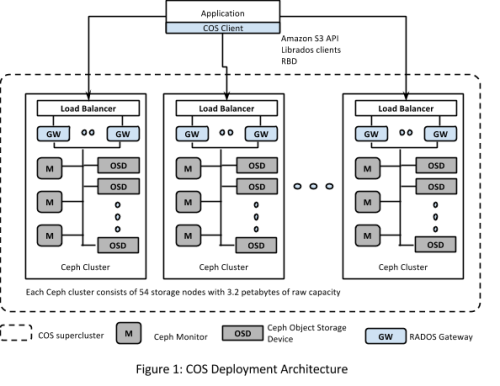 Application
COS Client
Amazon S3 API
Librados clients
RBD
Load Balancer
GW
GW
M
OSD
OSD
M
M
OSD
Ceph Cluster
Load Balancer
GW
GW
M
OSD
OSD
M
M
OSD
Ceph Cluster
Load Balancer
GW
GW
M
OSD
OSD
M
M
OSD
Ceph Cluster
Each Ceph cluster consists of 54 storage nodes with 3.2 petabytes of raw capacity
COS supercluster
M
Ceph Monitor
OSD
Ceph Object Storage
Device
GW
RADOS Gateway
Figure 1: COS Deployment Architecture